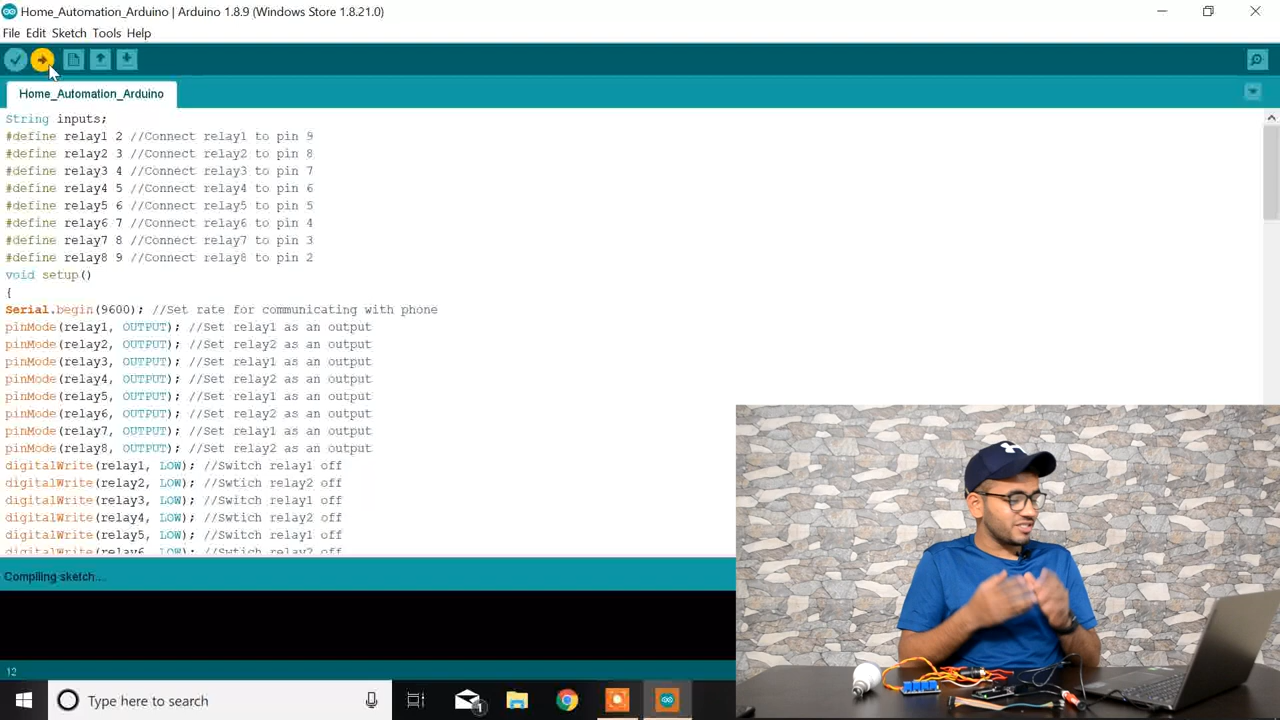 Home_Automation_Arduino | Arduino 1.8.9 (Windows Store 1.8.21.0)
File Edit Sketch Tools Help
Home_Automation_Arduino
String inputs;
#define relay1 2 //Connect relay1 to pin 9
#define relay2 3 //Connect relay2 to pin 8
#define relay3 4 //Connect relay3 to pin 7
#define relay4 5 //Connect relay4 to pin 6
#define relay5 6 //Connect relay5 to pin 5
#define relay6 7 //Connect relay6 to pin 4
#define relay7 8 //Connect relay7 to pin 3
#define relay8 9 //Connect relay8 to pin 2
void setup()
{
Serial.begin(9600); //Set rate for communicating with phone
pinMode(relay1, OUTPUT); //Set relay1 as an output
pinMode(relay2, OUTPUT); //Set relay2 as an output
pinMode(relay3, OUTPUT); //Set relay1 as an output
pinMode(relay4, OUTPUT); //Set relay2 as an output
pinMode(relay5, OUTPUT); //Set relay1 as an output
pinMode(relay6, OUTPUT); //Set relay2 as an output
pinMode(relay7, OUTPUT); //Set relay1 as an output
pinMode(relay8, OUTPUT); //Set relay2 as an output
digitalWrite(relay1, LOW); //Switch relay1 off
digitalWrite(relay2, LOW); //Swtich relay2 off
digitalWrite(relay3, LOW); //Switch relay1 off
digitalWrite(relay4, LOW); //Swtich relay2 off
digitalWrite(relay5, LOW); //Switch relay1 off
digitalWrite(relay6, LOW); //Swtich relay2 off
Compiling sketch...
12
Type here to search
1